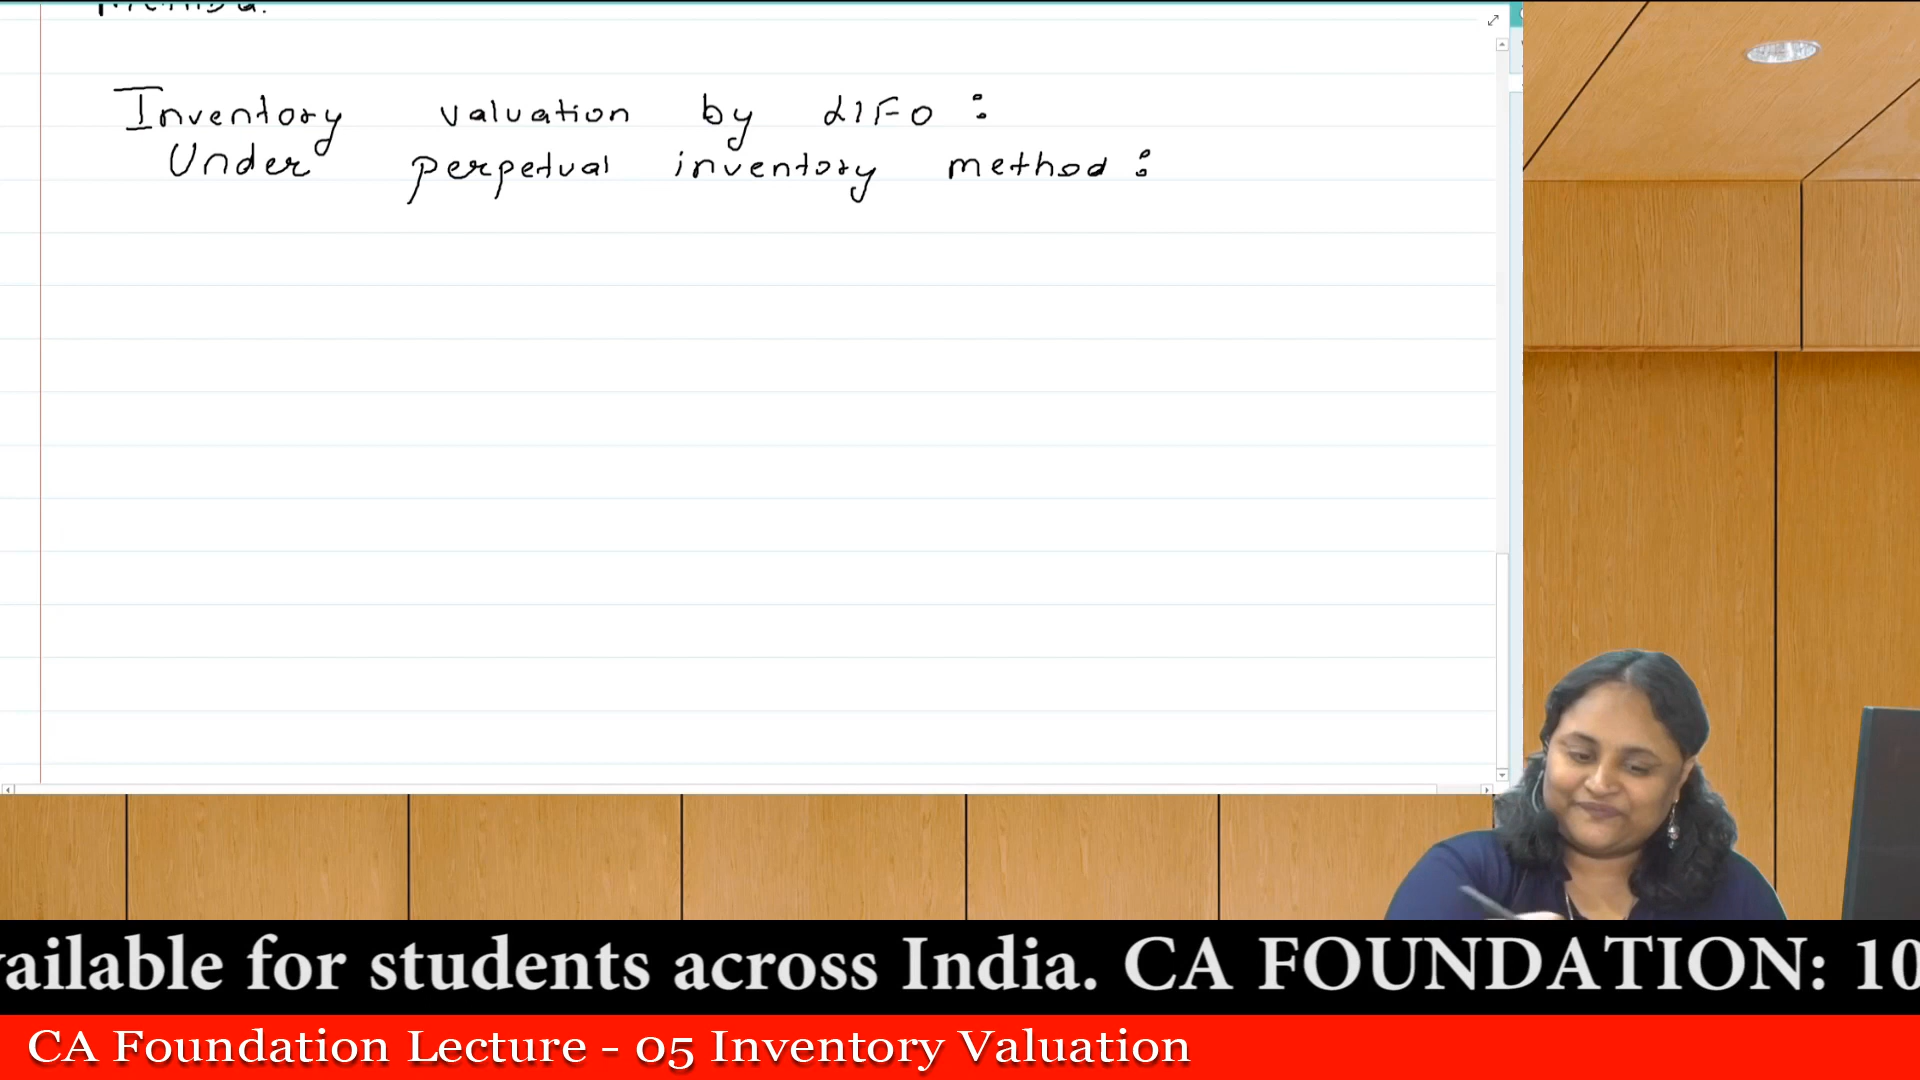 Inventory valuation by LIFO :
Under perpetual inventory method :
vailable for students across India. CA FOUNDATION: 10
CA Foundation Lecture - 05 Inventory Valuation